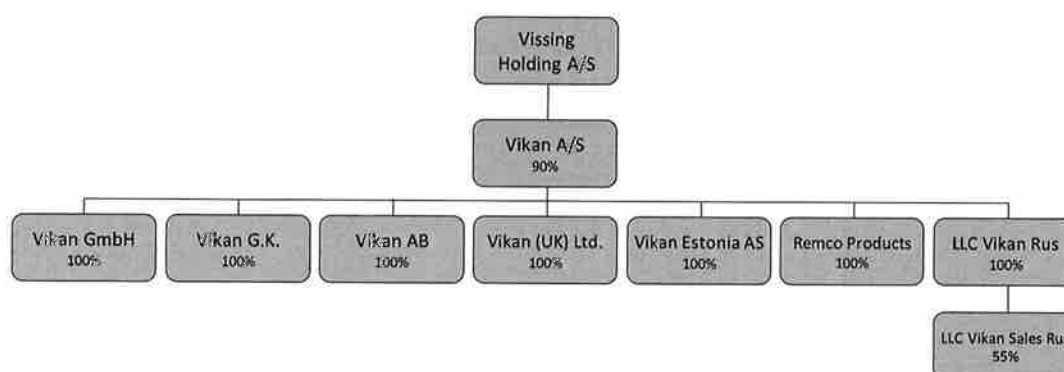 Vissing
Holding A/S
Vikan A/S
90%
Vikan GmbH
100%
Vikan G.K.
100%
Vikan AB
100%
Vikan (UK) Ltd.
100%
Vikan Estonia AS
100%
Remco Products
100%
LLC Vikan Rus
100%
LLC Vikan Sales Ru
55%